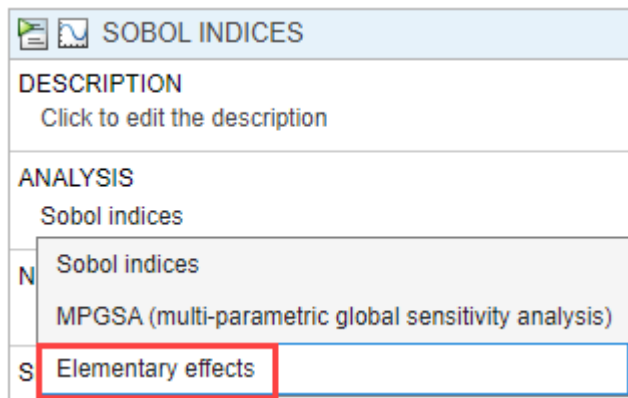 SOBOL INDICES
DESCRIPTION
Click to edit the description
ANALYSIS
Sobol indices
Sobol indices
N
MPGSA (multi-parametric global sensitivity analysis)
S
Elementary effects